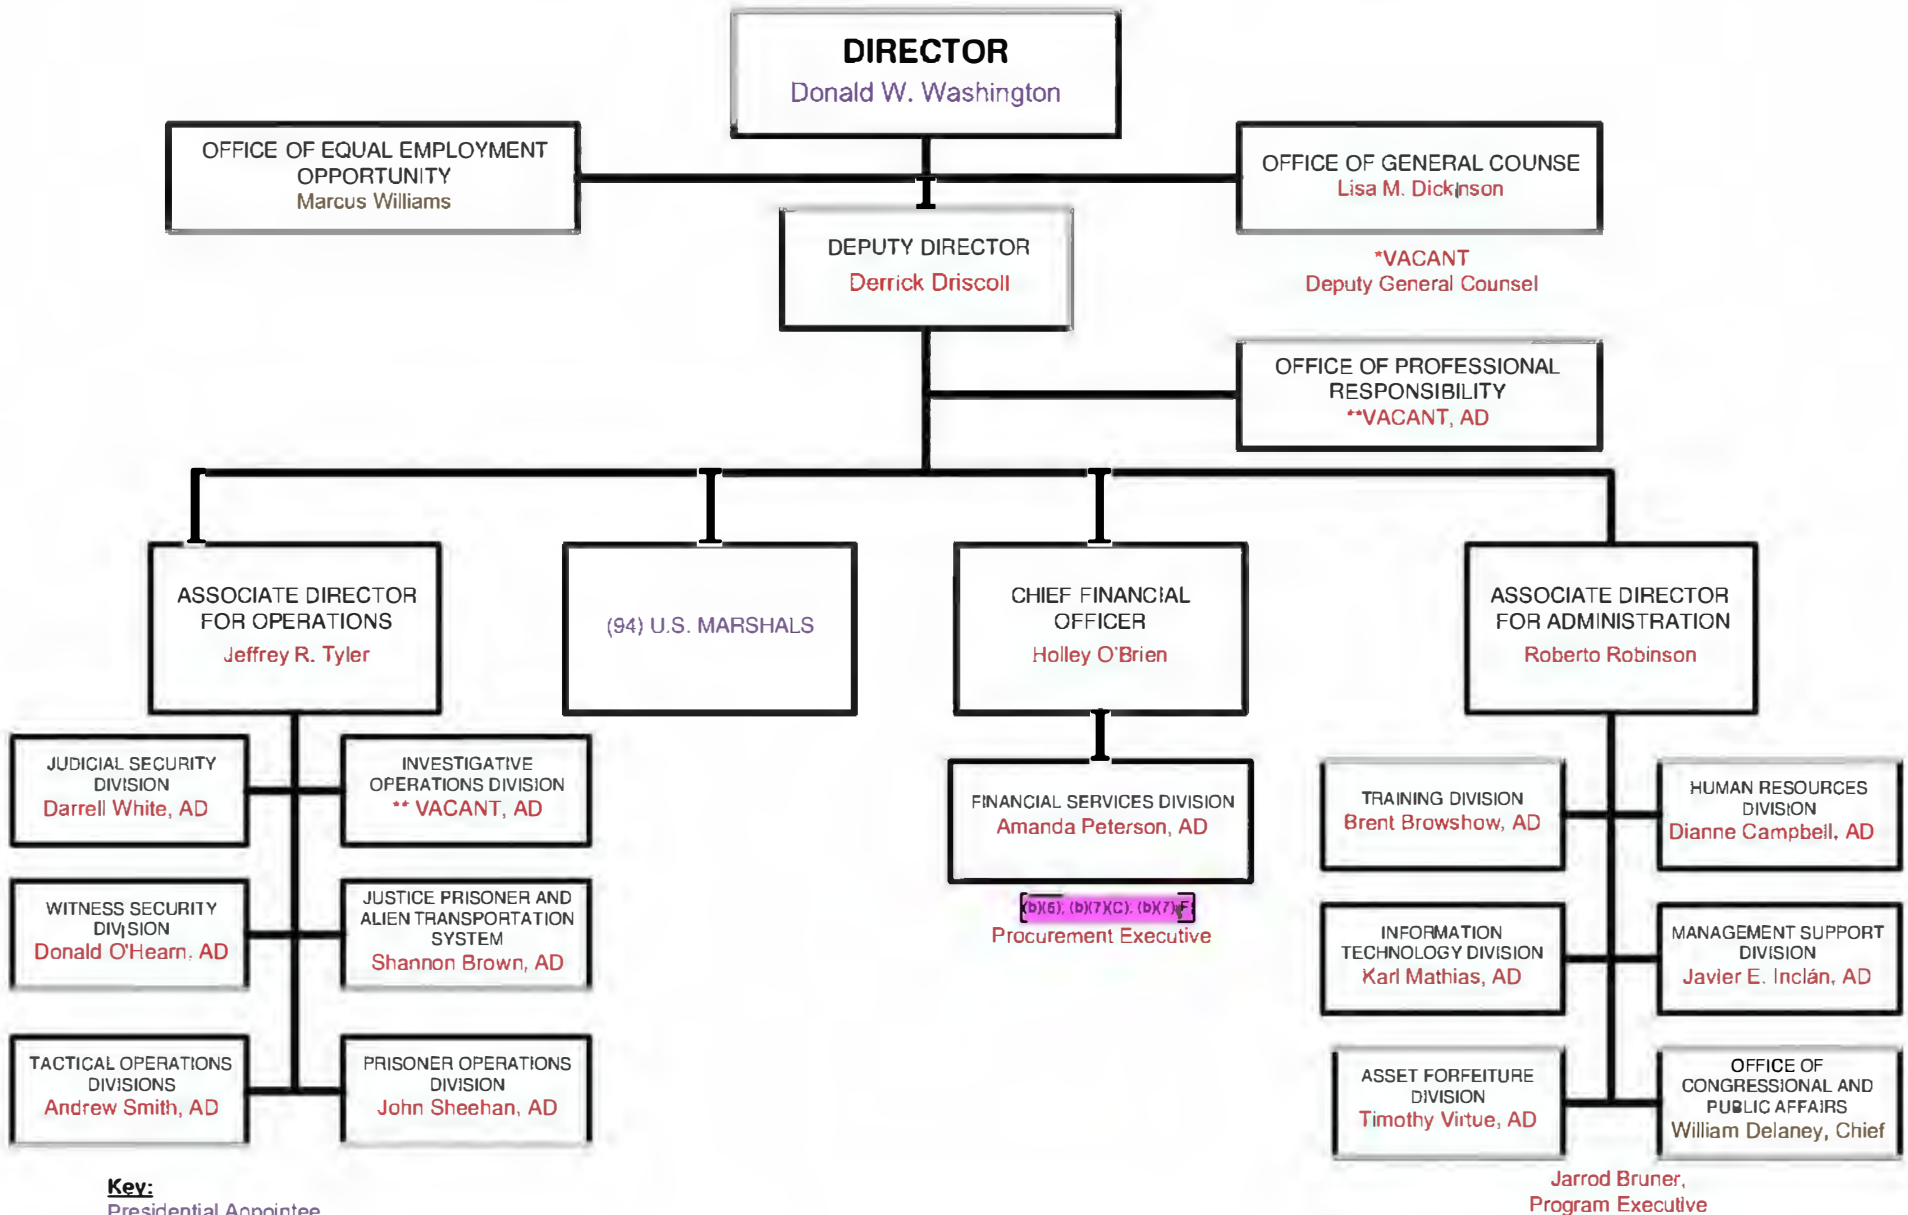 DIRECTOR
Donald W. Washington
OFFICE OF EQUAL EMPLOYMENT
OPPORTUNITY
Marcus Williams
OFFICE OF GENERAL COUNSE
Lisa M. Dickinson
*VACANT
Deputy General Counsel
DEPUTY DIRECTOR
Derrick Driscoll
OFFICE OF PROFESSIONAL
RESPONSIBILITY
**VACANT, AD
ASSOCIATE DIRECTOR
FOR OPERATIONS
Jeffrey R. Tyler
(94) U.S. MARSHALS
CHIEF FINANCIAL
OFFICER
Holley O'Brien
ASSOCIATE DIRECTOR
FOR ADMINISTRATION
Roberto Robinson
JUDICIAL SECURITY
DIVISION
Darrell White, AD
INVESTIGATIVE
OPERATIONS DIVISION
** VACANT, AD
WITNESS SECURITY
DIVISION
Donald O'Hearn, AD
JUSTICE PRISONER AND
ALIEN TRANSPORTATION
SYSTEM
Shannon Brown, AD
TACTICAL OPERATIONS
DIVISIONS
Andrew Smith, AD
PRISONER OPERATIONS
DIVISION
John Sheehan, AD
FINANCIAL SERVICES DIVISION
Amanda Peterson, AD
(b)(6); (b)(7)(C); (b)(7)F
Procurement Executive
TRAINING DIVISION
Brent Browshow, AD
HUMAN RESOURCES
DIVISION
Dianne Campbell, AD
INFORMATION
TECHNOLOGY DIVISION
Karl Mathias, AD
MANAGEMENT SUPPORT
DIVISION
Javier E. Inclán, AD
ASSET FORFEITURE
DIVISION
Timothy Virtue, AD
OFFICE OF
CONGRESSIONAL AND
PUBLIC AFFAIRS
William Delaney, Chief
Jarrod Bruner,
Program Executive
Key:
Presidential Appointee